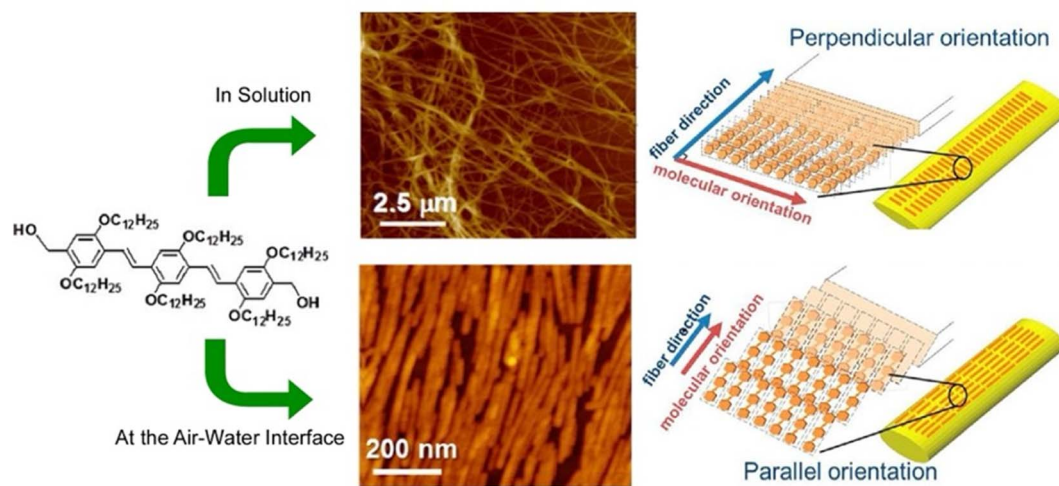 In Solution
HO
OC₁₂H₂₅
OC₁₂H₂₅
OC₁₂H₂₅
OC₁₂H₂₅
OC₁₂H₂₅
OC₁₂H₂₅
OH
At the Air-Water Interface
2.5 μm
200 nm
Perpendicular orientation
fiber direction
molecular orientation
fiber direction
molecular orientation
Parallel orientation